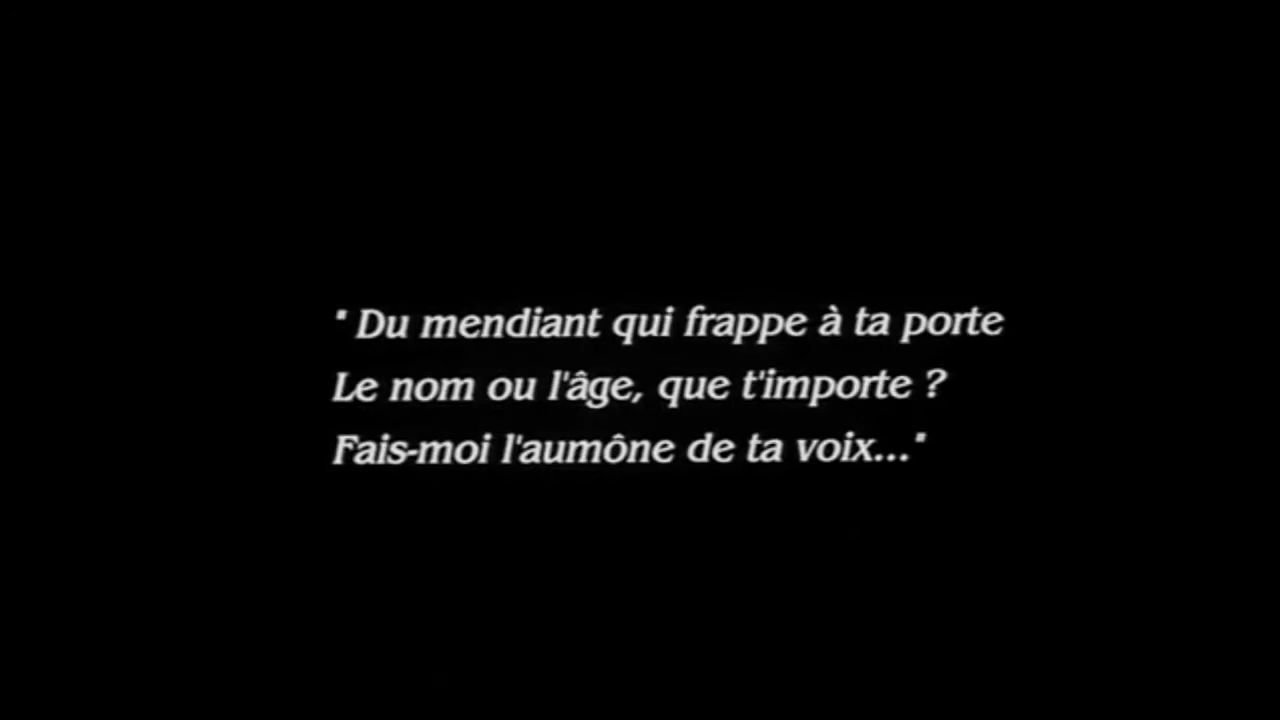 " Du mendiant qui frappe à ta porte
Le nom ou l'âge, que t'importe ?
Fais-moi l'aumône de ta voix..."